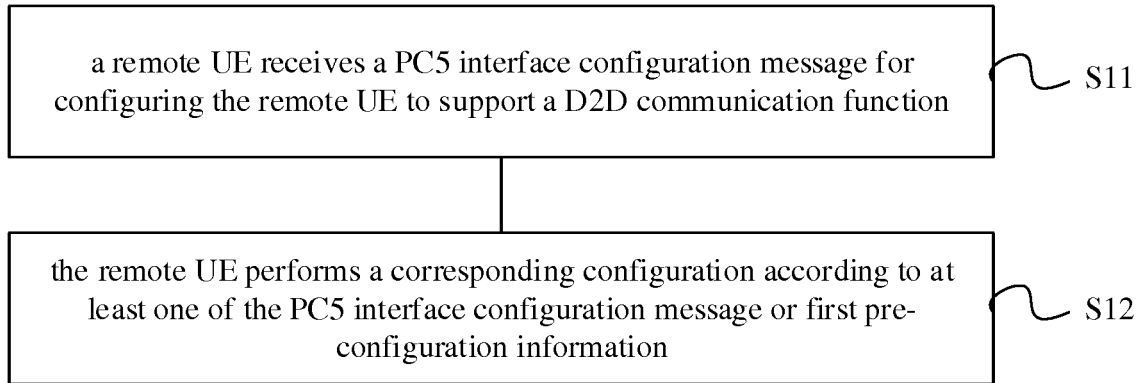 a remote UE receives a PC5 interface configuration message for
configuring the remote UE to support a D2D communication function
S11
the remote UE performs a corresponding configuration according to at
least one of the PC5 interface configuration message or first pre-
configuration information
S12